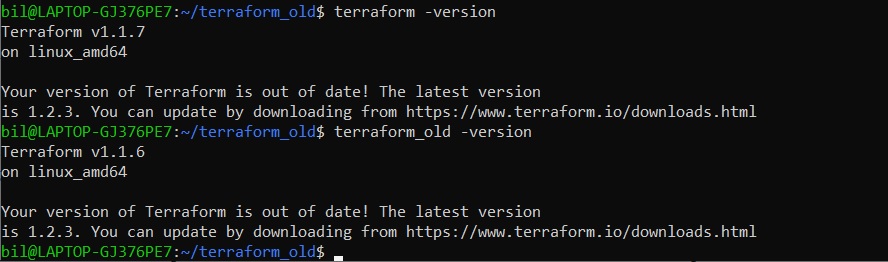 bil@LAPTOP-GJ376PE7:~/terraform_old$ terraform -version
Terraform v1.1.7
on linux_amd64
Your version of Terraform is out of date! The latest version
is 1.2.3. You can update by downloading from https://www.terraform.io/downloads.html
bil@LAPTOP-GJ376PE7:~/terraform_old$ terraform_old -version
Terraform v1.1.6
on linux_amd64
Your version of Terraform is out of date! The latest version
is 1.2.3. You can update by downloading from https://www.terraform.io/downloads.html
bil@LAPTOP-GJ376PE7:~/terraform_old$